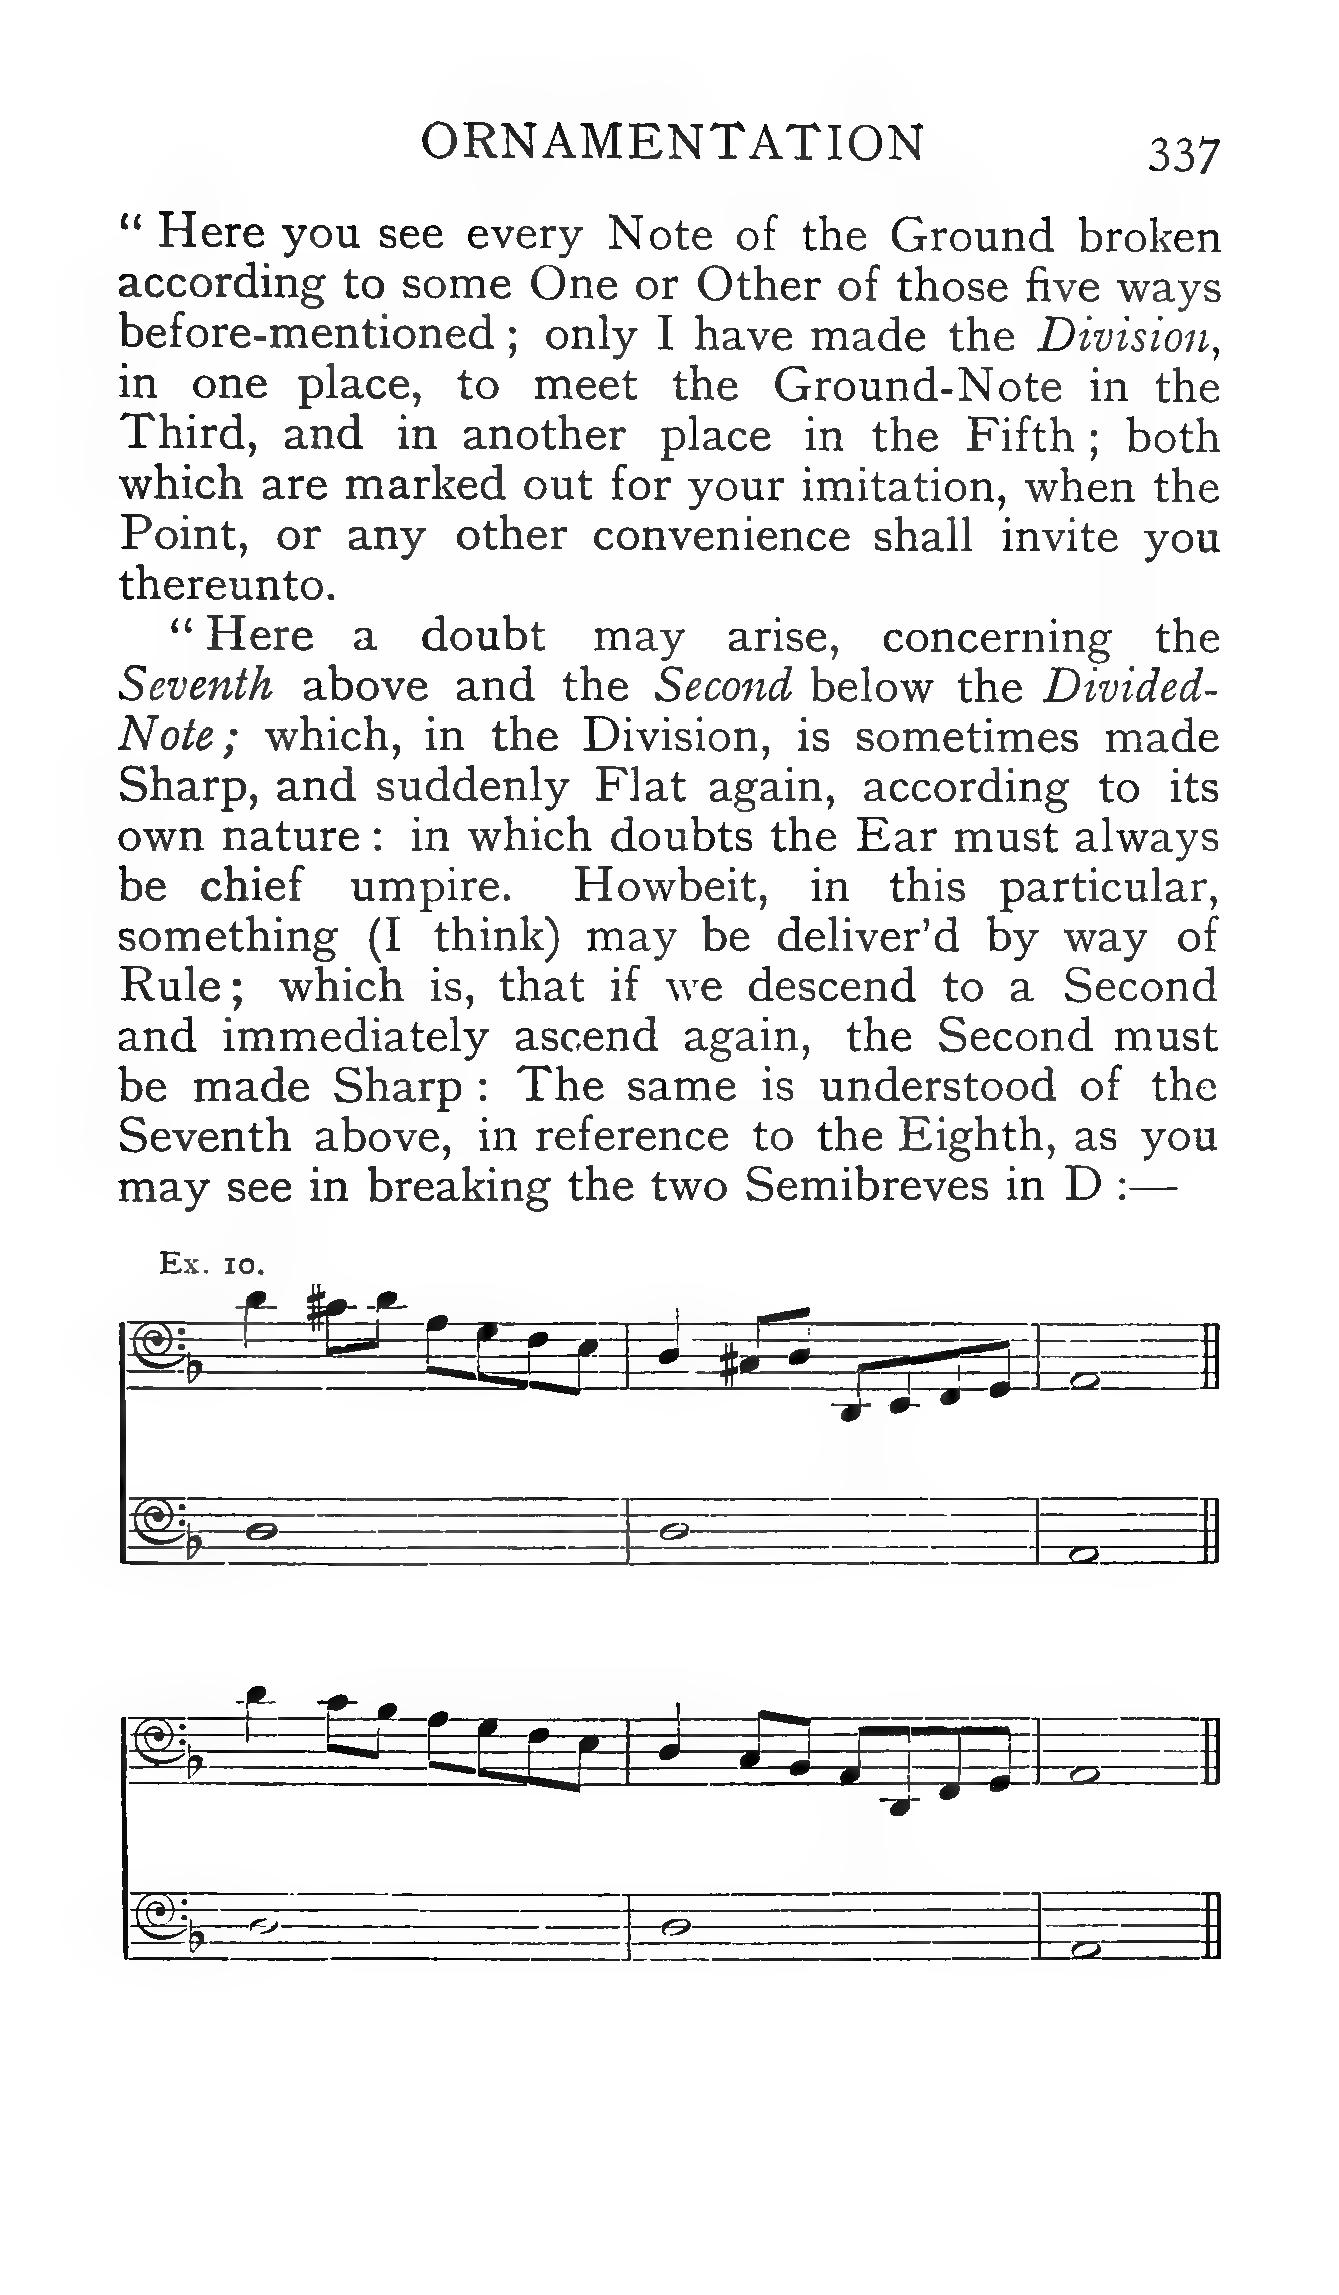 ORNAMENTATION 337
“ Here you see every Note of the Ground broken
according to some One or Other of those five ways
before-mentioned ; only I have made the Division,
in one place, to meet the Ground-Note in the
Third, and in another place in the Fifth ; both
which are marked out for your imitation, when the
Point, or any other convenience shall invite you
thereunto.
“ Here a doubt may arise, concerning the
Seventh above and the Second below the Divided-
Note ; which, in the Division, is sometimes made
Sharp, and suddenly Flat again, according to its
own nature : in which doubts the Ear must always
be chief umpire. Howbeit, in this particular,
something (I think) may be deliver’d by way of
Rule ; which is, that if we descend to a Second
and immediately ascend again, the Second must
be made Sharp : The same is understood of the
Seventh above, in reference to the Eighth, as you
may see in breaking the two Semibreves in D :—
Ex. 10.